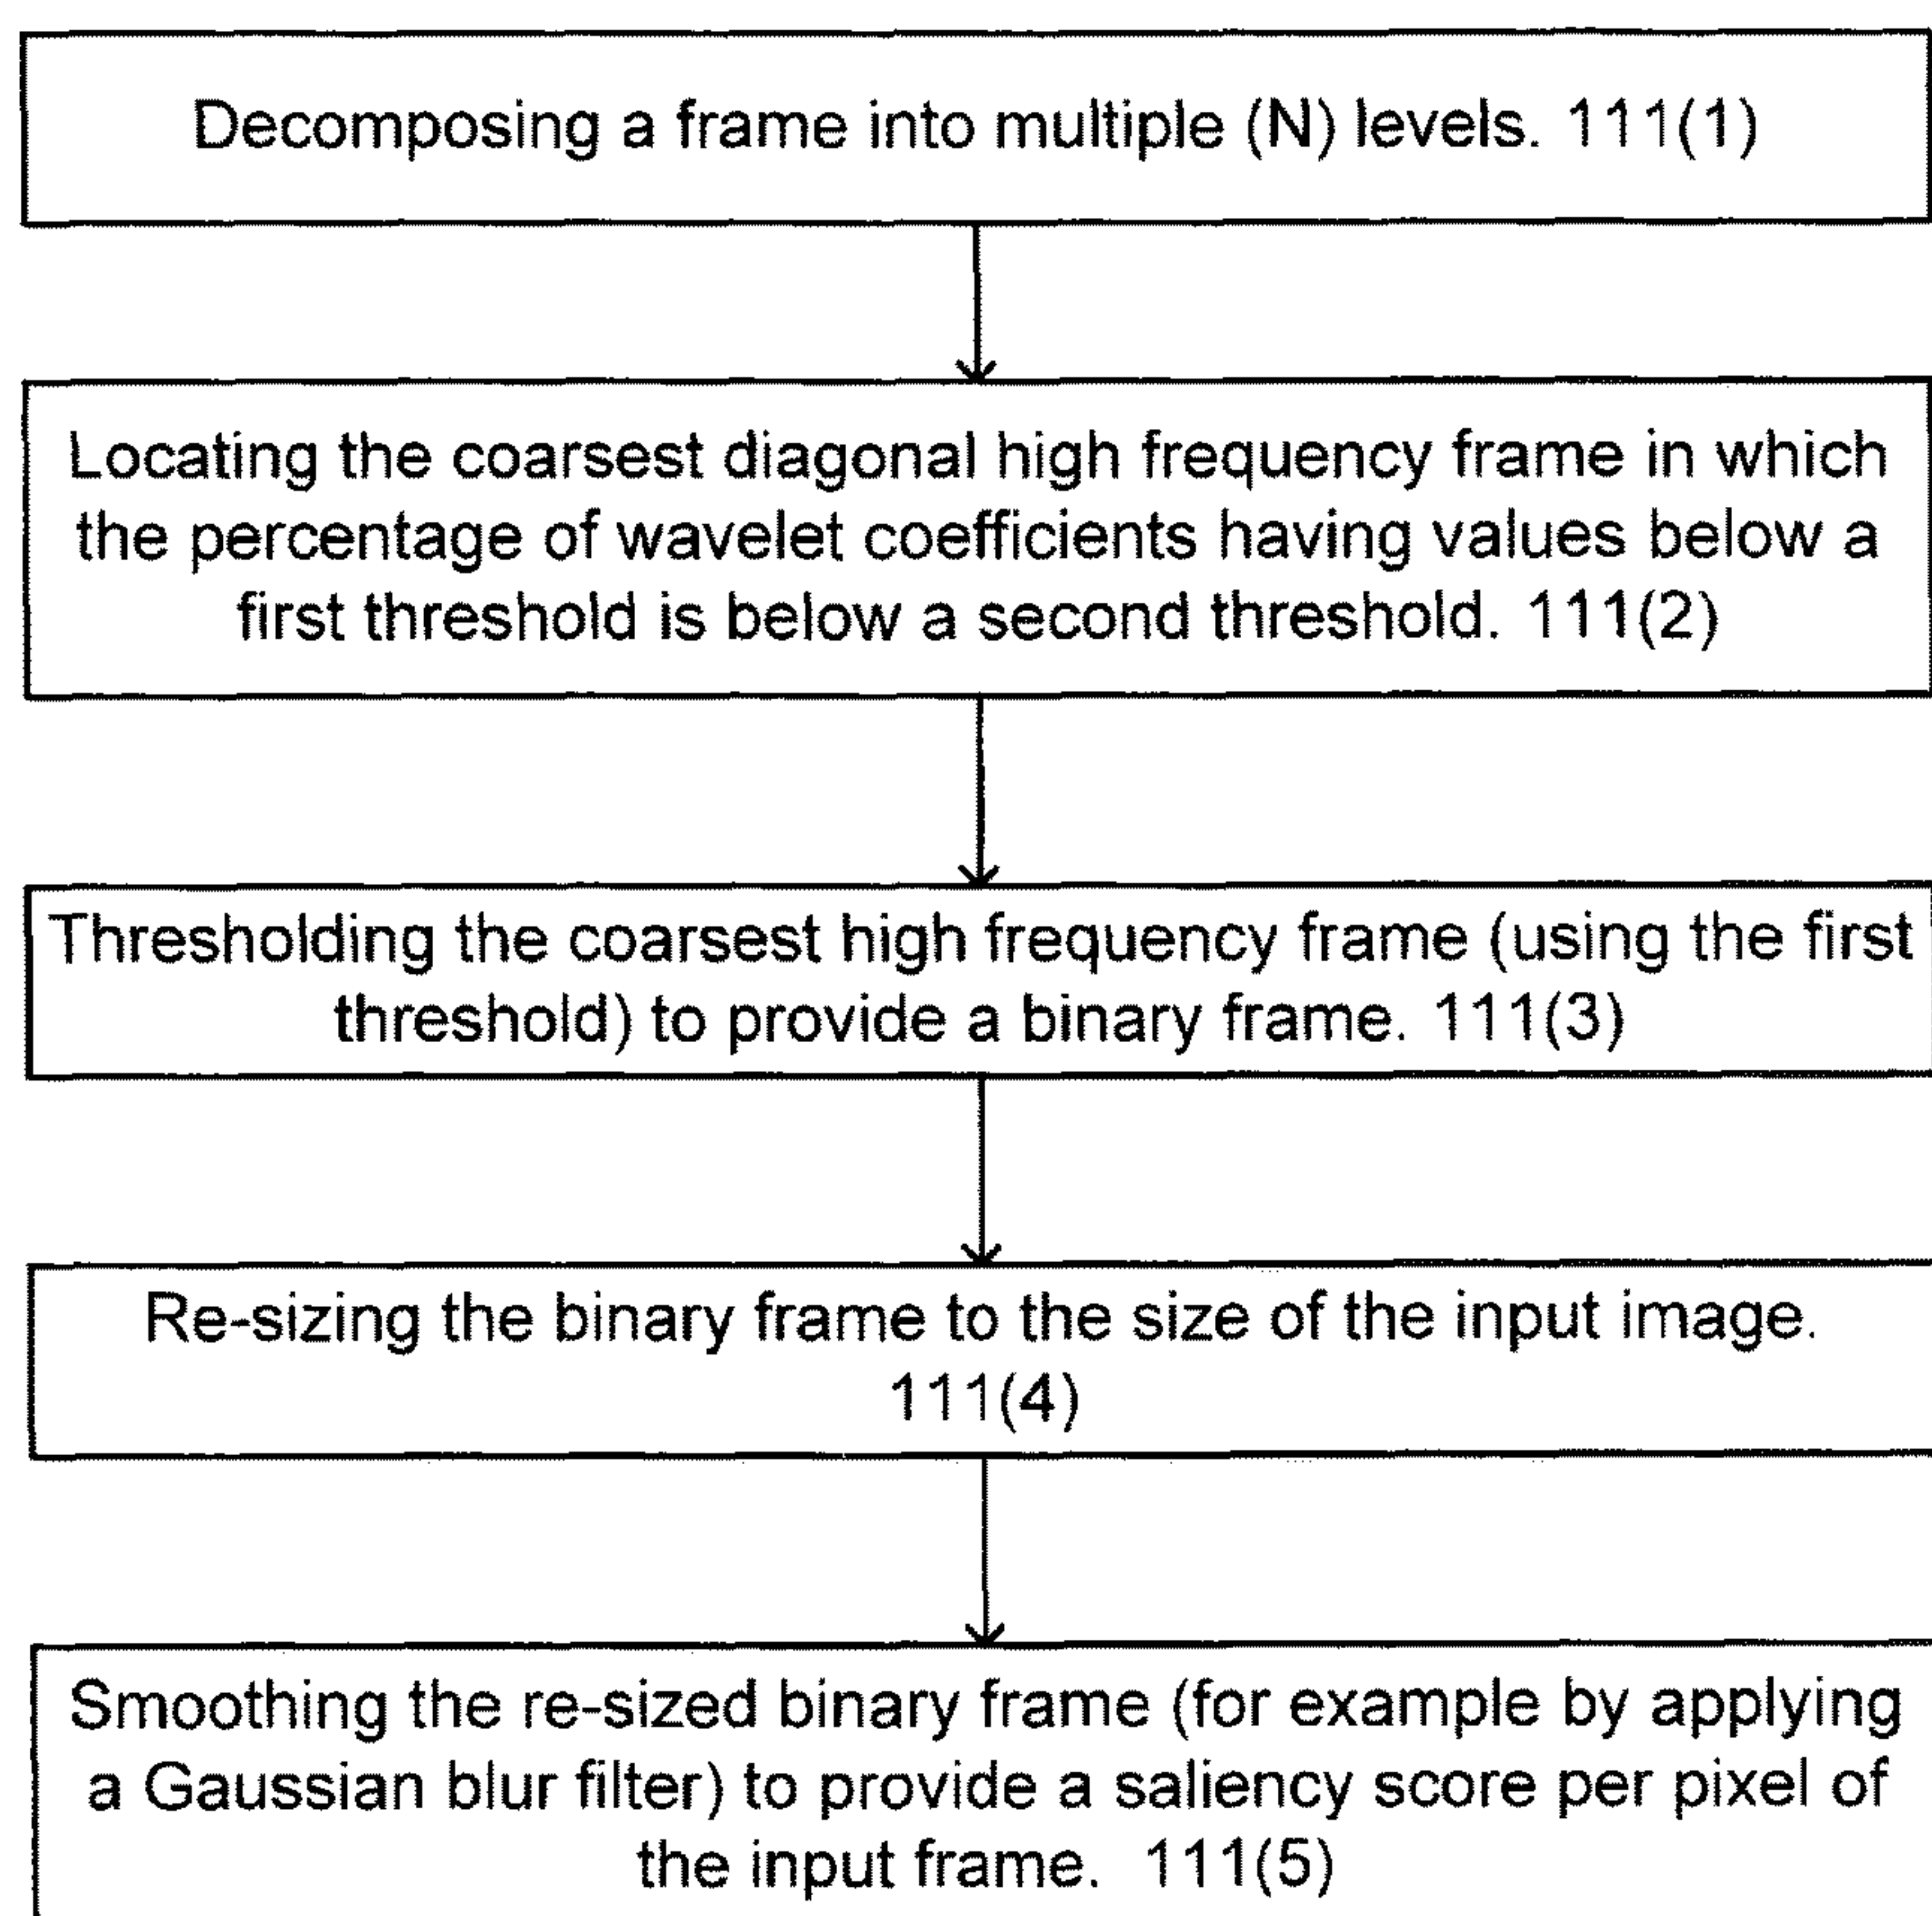 Decomposing a frame into multiple (N) levels. 111(1)
Locating the coarsest diagonal high frequency frame in which
the percentage of wavelet coefficients having values below a
first threshold is below a second threshold. 111(2)
Thresholding the coarsest high frequency frame (using the first
threshold) to provide a binary frame. 111(3)
Re-sizing the binary frame to the size of the input image.
111(4)
Smoothing the re-sized binary frame (for example by applying
a Gaussian blur filter) to provide a saliency score per pixel of
the input frame. 111(5)